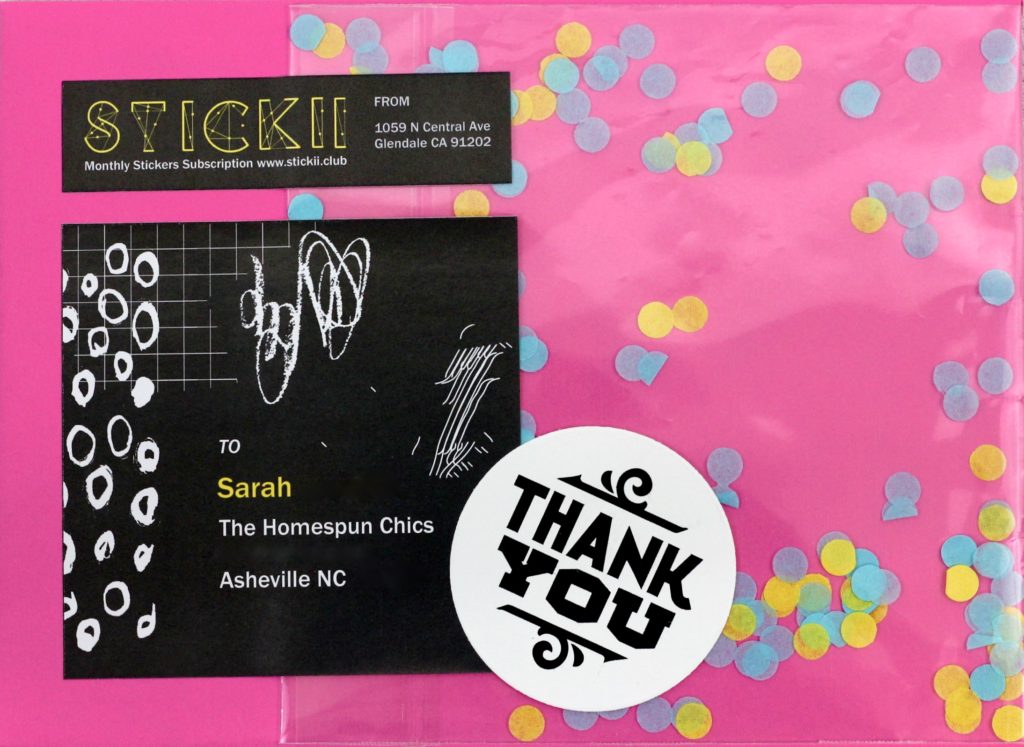 STICKII
Monthly Stickers Subscription www.stickii.club
FROM
1059 N Central Ave
Glendale CA 91202
TO
Sarah
The Homespun Chics
Asheville NC
THANK
YOU